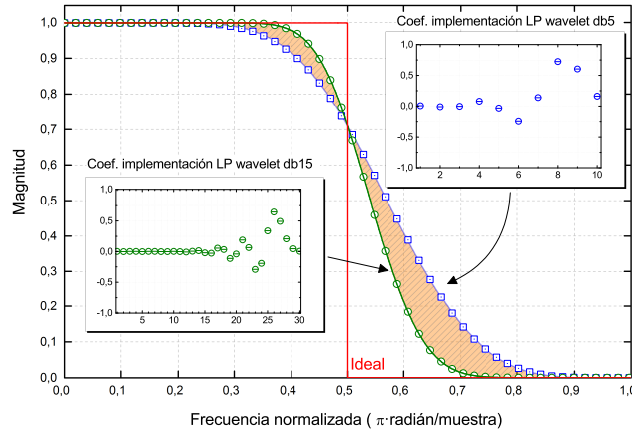 Coef. implementación LP wavelet db5
1,0
0,5
0,0
-0,5
-1,0
2 4 6 8 10
Coef. implementación LP wavelet db15
1,0
0,5
0,0
-0,5
-1,0
5 10 15 20 25 30
Ideal
Magnitud
1,0
0,9
0,8
0,7
0,6
0,5
0,4
0,3
0,2
0,1
0,0
0,0 0,1 0,2 0,3 0,4 0,5 0,6 0,7 0,8 0,9 1,0
Frecuencia normalizada ( π·radián/muestra)